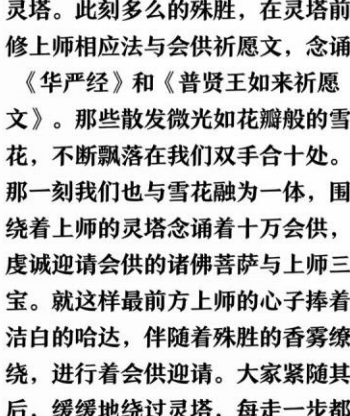 灵塔。此刻多么的殊胜，在灵塔前
修上师相应法与会供祈愿文，念诵
《华严经》和《普贤王如来祈愿
文》。那些散发微光如花瓣般的雪
花，不断飘落在我们双手合十处。
那一刻我们也与雪花融为一体，围
绕着上师的灵塔念诵着十万会供，
虔诚迎请会供的诸佛菩萨与上师三
宝。就这样最前方上师的心子捧着
洁白的哈达，伴随着殊胜的香雾缭
绕，进行着会供迎请。大家紧随其
后，缓缓地绕过灵塔，每走一步都